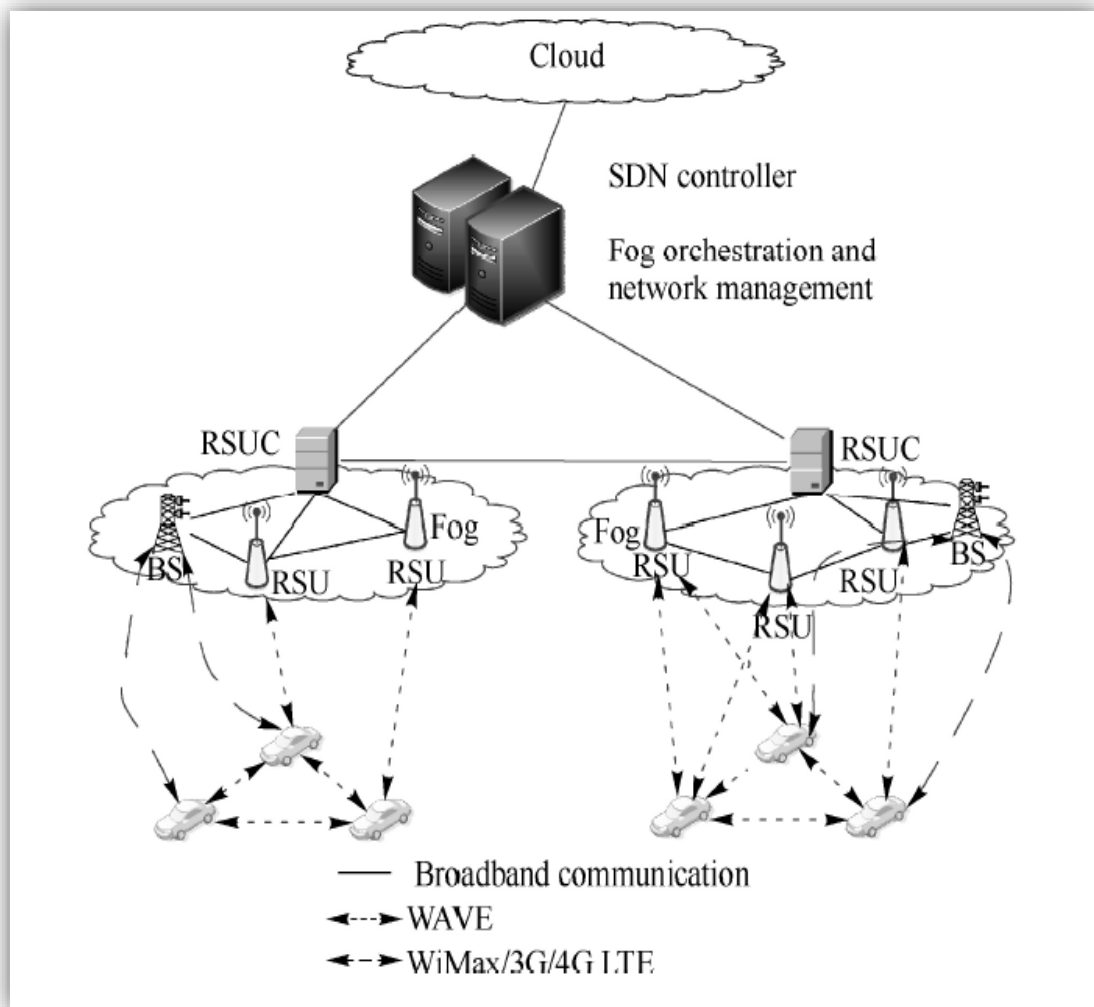 Cloud
SDN controller
Fog orchestration and
network management
RSUC
RSUC
Fog
Fog
BS
RSU
RSU
RSU
RSU
RSU
BS
Broadband communication
WAVE
WiMax/3G/4G LTE